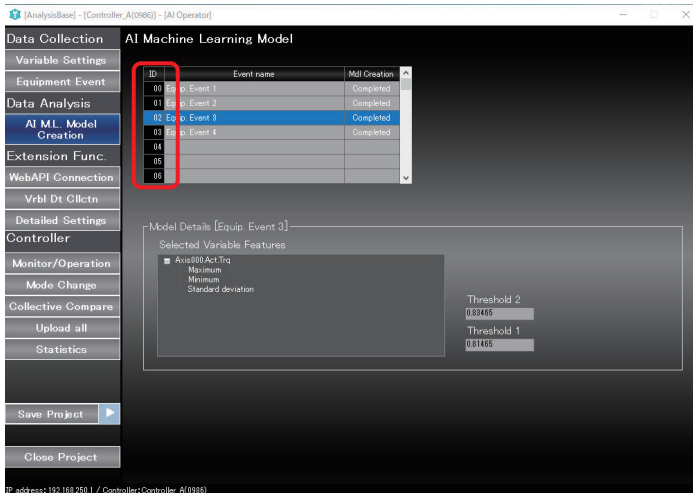 [AnalysisBase] - [Controller_A(0986)] - [AI Operator]
Data Collection
Variable Settings
Equipment Event
Data Analysis
AI M.L. Model
Creation
Extension Func.
WebAPI Connection
Vrbl Dt Cllctn
Detailed Settings
Controller
Monitor/Operation
Mode Change
Collective Compare
Upload all
Statistics
Save Project
Close Project
AI Machine Learning Model
ID Event name Mdl Creation
00 Equip. Event 1 Completed
01 Equip. Event 2 Completed
02 Equip. Event 3 Completed
03 Equip. Event 4 Completed
04
05
06
Model Details [Equip. Event 3]
Selected Variable Features
Axis000.Act.Trq
Maximum
Minimum
Standard deviation
Threshold 2
0.83465
Threshold 1
0.81465
IP address: 192.168.250.1 / Controller:Controller_A(0986)